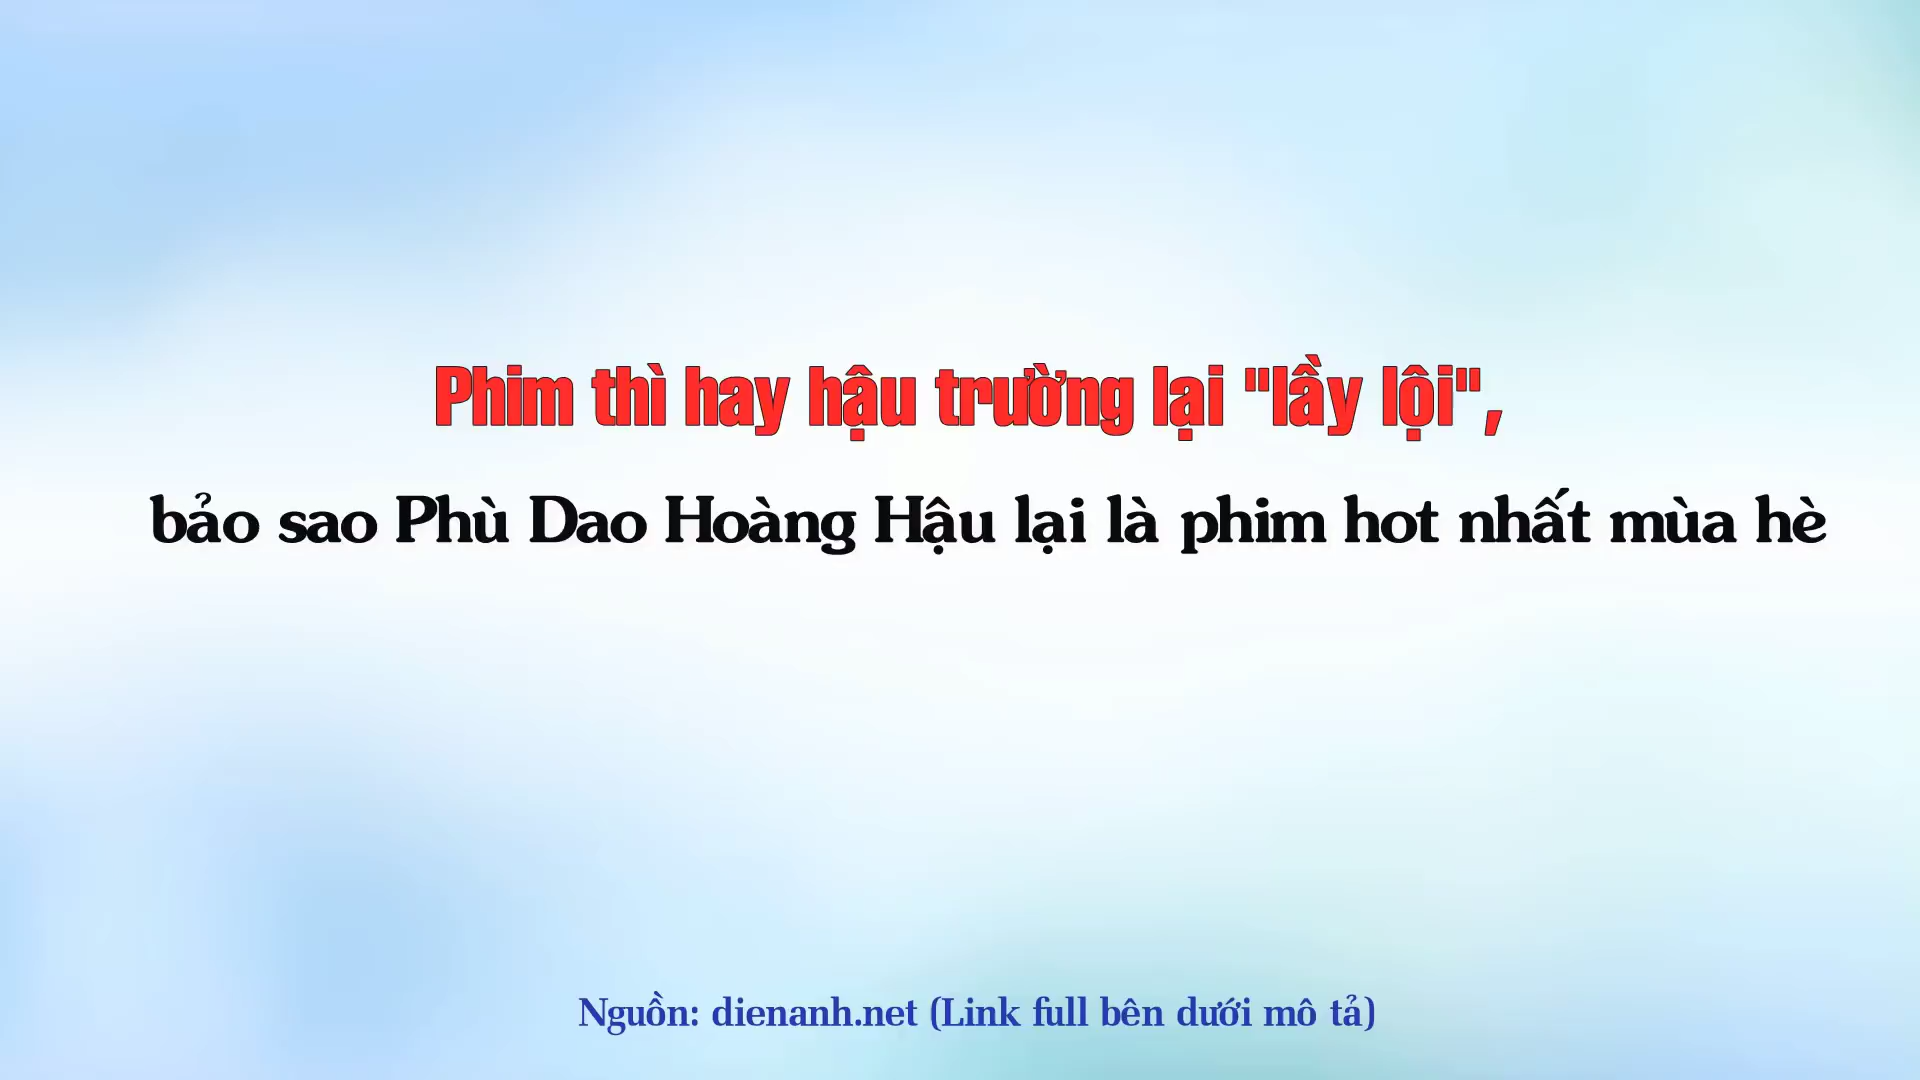 Phim thì hay hậu trường lại "lầy lội",
bảo sao Phù Dao Hoàng Hậu lại là phim hot nhất mùa hè
Nguồn: dienanh.net (Link full bên dưới mô tả)